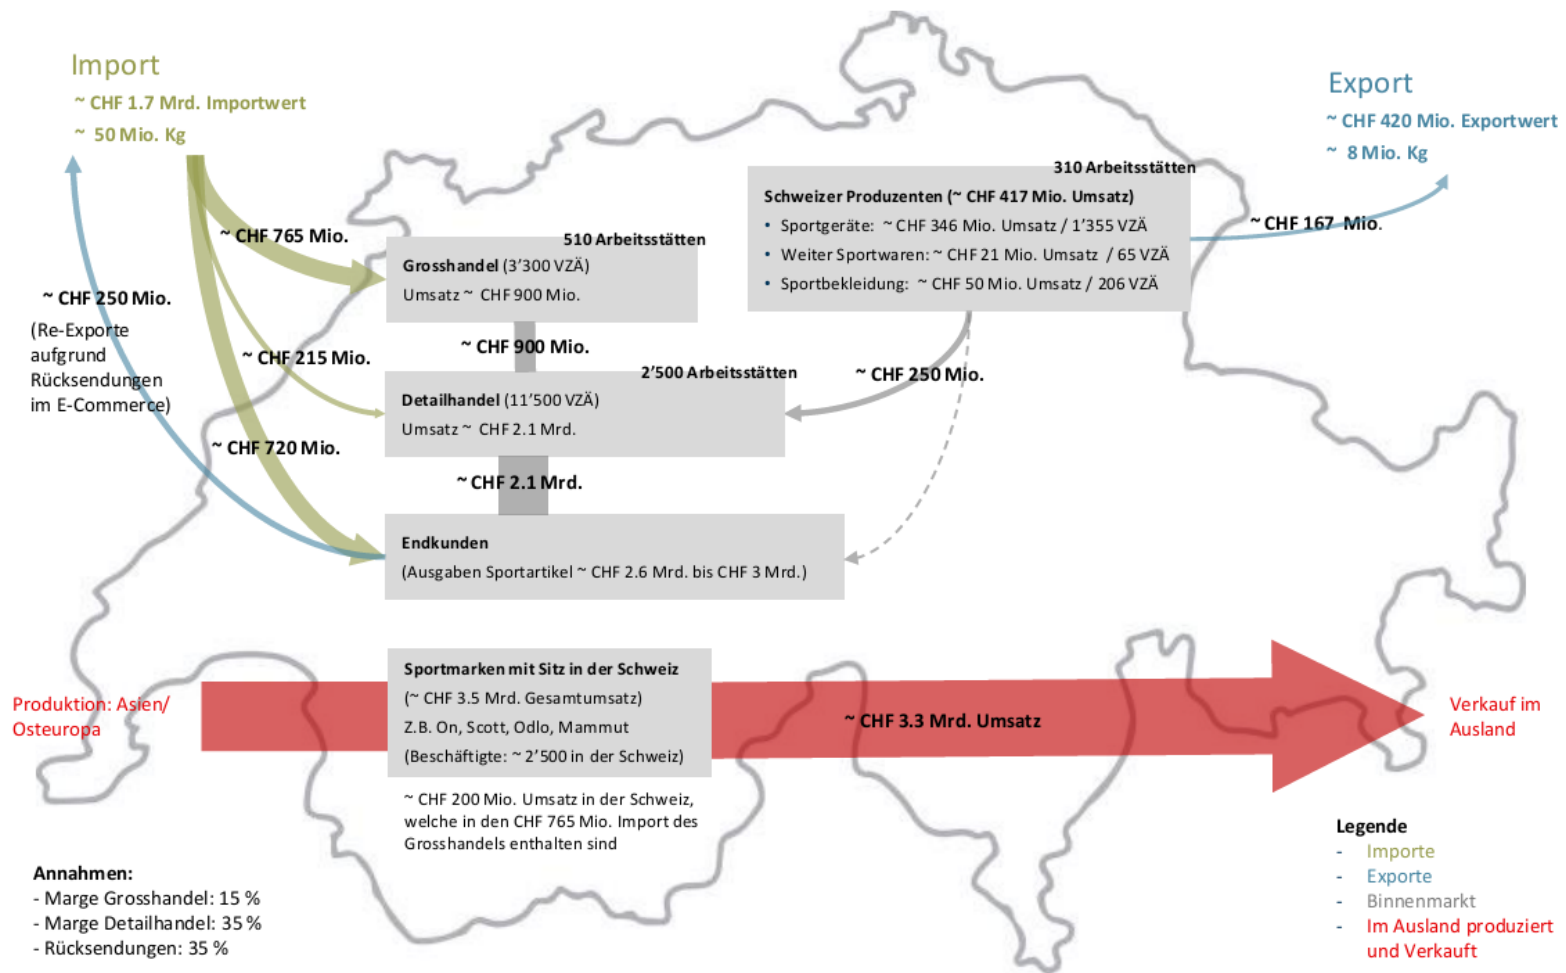 Import
~ CHF 1.7 Mrd. Importwert
~ 50 Mio. Kg
Export
~ CHF 420 Mio. Exportwert
~ 8 Mio. Kg
310 Arbeitsstätten
Schweizer Produzenten (~ CHF 417 Mio. Umsatz)
• Sportgeräte: ~ CHF 346 Mio. Umsatz / 1'355 VZÄ
• Weiter Sportwaren: ~ CHF 21 Mio. Umsatz / 65 VZÄ
• Sportbekleidung: ~ CHF 50 Mio. Umsatz / 206 VZÄ
~ CHF 167 Mio.
~ CHF 765 Mio.
510 Arbeitsstätten
Grosshandel (3'300 VZÄ)
Umsatz ~ CHF 900 Mio.
~ CHF 250 Mio.
(Re-Exporte
aufgrund
Rücksendungen
im E-Commerce)
~ CHF 900 Mio.
~ CHF 215 Mio.
2'500 Arbeitsstätten
~ CHF 250 Mio.
Detailhandel (11'500 VZÄ)
Umsatz ~ CHF 2.1 Mrd.
~ CHF 720 Mio.
~ CHF 2.1 Mrd.
Endkunden
(Ausgaben Sportartikel ~ CHF 2.6 Mrd. bis CHF 3 Mrd.)
Produktion: Asien/
Osteuropa
Sportmarken mit Sitz in der Schweiz
(~ CHF 3.5 Mrd. Gesamtumsatz)
Z.B. On, Scott, Odlo, Mammut
(Beschäftigte: ~ 2'500 in der Schweiz)
~ CHF 3.3 Mrd. Umsatz
Verkauf im
Ausland
~ CHF 200 Mio. Umsatz in der Schweiz,
welche in den CHF 765 Mio. Import des
Grosshandels enthalten sind
Annahmen:
- Marge Grosshandel: 15 %
- Marge Detailhandel: 35 %
- Rücksendungen: 35 %
Legende
- Importe
- Exporte
- Binnenmarkt
- Im Ausland produziert
und Verkauft